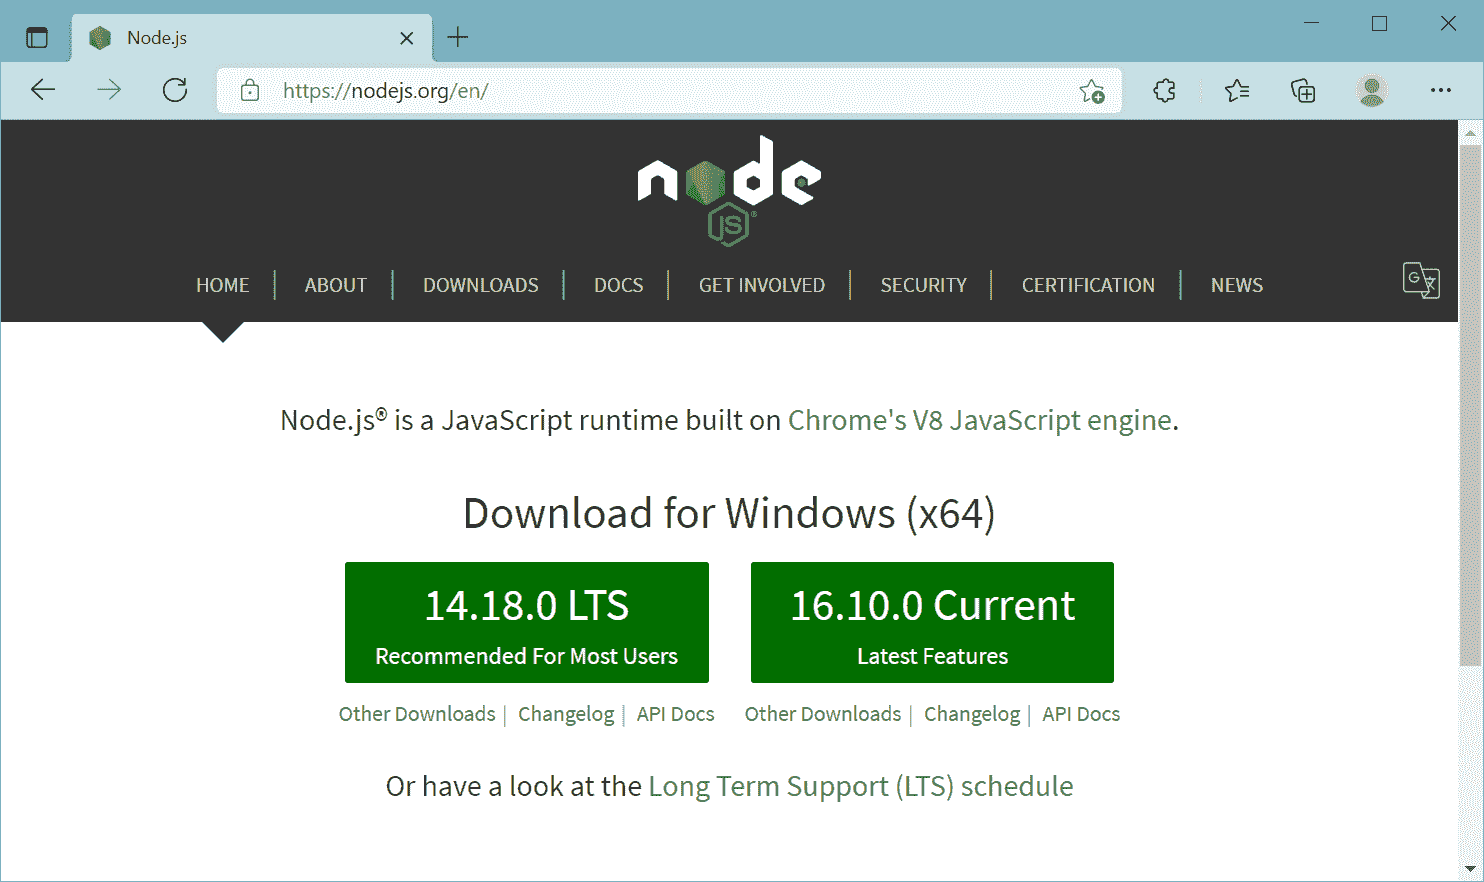 Node.js
https://nodejs.org/en/
node
JS®
HOME | ABOUT | DOWNLOADS | DOCS | GET INVOLVED | SECURITY | CERTIFICATION | NEWS
G 文
Node.js® is a JavaScript runtime built on Chrome's V8 JavaScript engine.
Download for Windows (x64)
14.18.0 LTS
Recommended For Most Users
16.10.0 Current
Latest Features
Other Downloads | Changelog | API Docs
Other Downloads | Changelog | API Docs
Or have a look at the Long Term Support (LTS) schedule